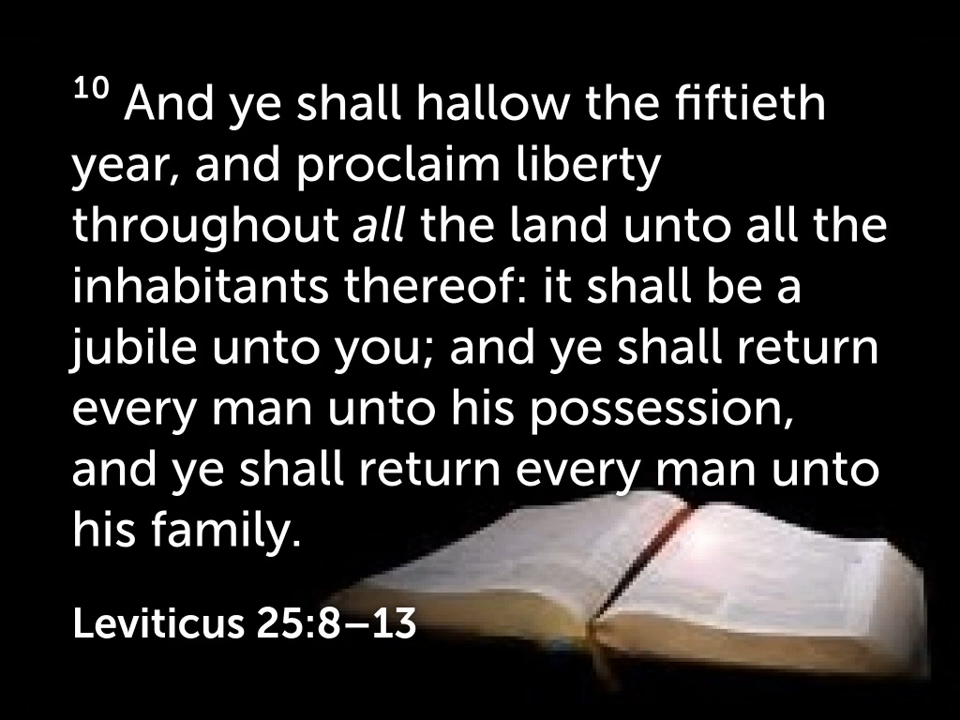 ¹⁰ And ye shall hallow the fiftieth
year, and proclaim liberty
throughout all the land unto all the
inhabitants thereof: it shall be a
jubile unto you; and ye shall return
every man unto his possession,
and ye shall return every man unto
his family.
Leviticus 25:8–13